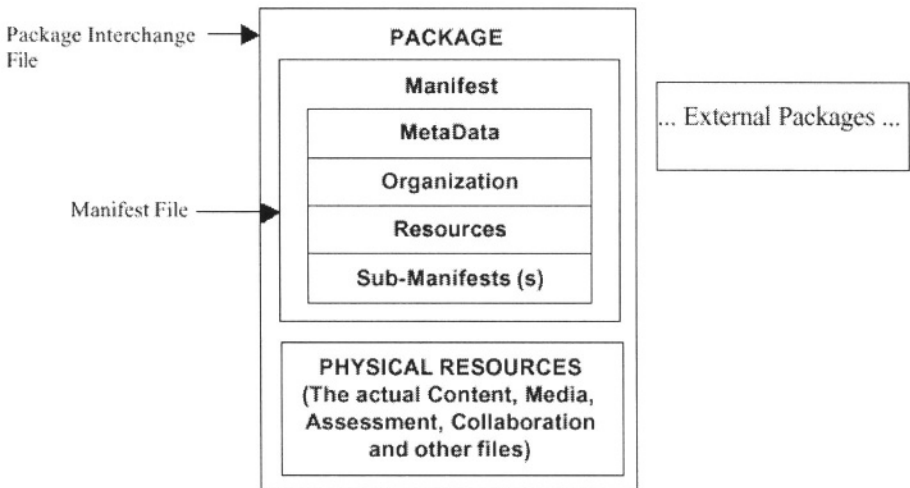 Package Interchange
File
PACKAGE
Manifest
MetaData
Organization
Resources
Sub-Manifests (s)
Manifest File
... External Packages ...
PHYSICAL RESOURCES
(The actual Content, Media,
Assessment, Collaboration
and other files)